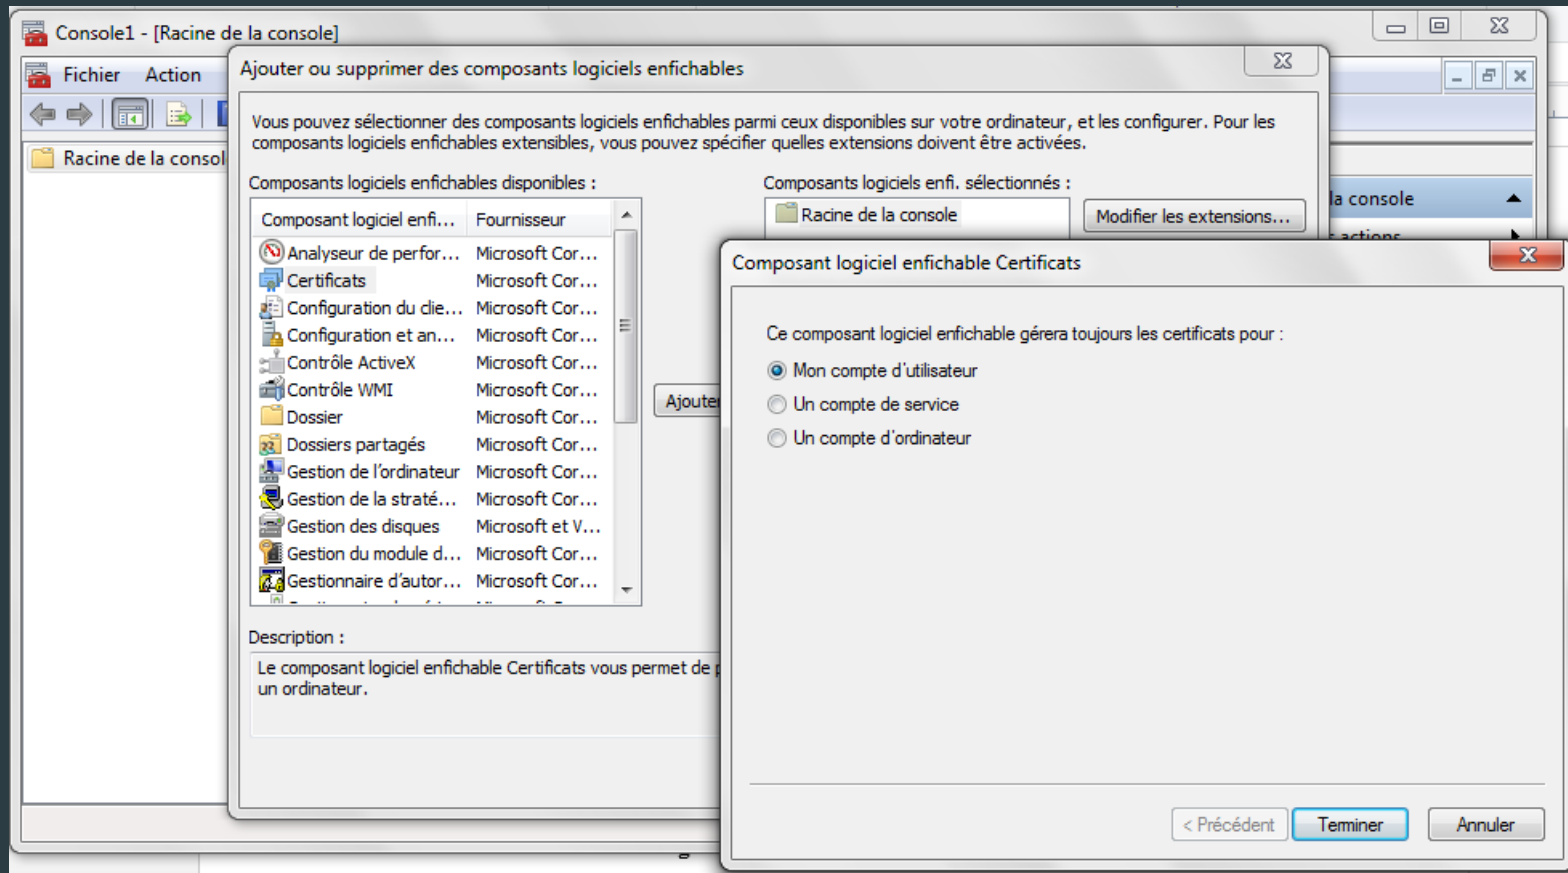 Console1 - [Racine de la console]
Fichier Action
Racine de la consol
Ajouter ou supprimer des composants logiciels enfichables
Vous pouvez sélectionner des composants logiciels enfichables parmi ceux disponibles sur votre ordinateur, et les configurer. Pour les
composants logiciels enfichables extensibles, vous pouvez spécifier quelles extensions doivent être activées.
Composants logiciels enfichables disponibles :
Composant logiciel enfi... Fournisseur
Analyseur de perfor... Microsoft Cor...
Certificats Microsoft Cor...
Configuration du clie... Microsoft Cor...
Configuration et an... Microsoft Cor...
Contrôle ActiveX Microsoft Cor...
Contrôle WMI Microsoft Cor...
Dossier Microsoft Cor...
Dossiers partagés Microsoft Cor...
Gestion de l'ordinateur Microsoft Cor...
Gestion de la straté... Microsoft Cor...
Gestion des disques Microsoft et V...
Gestion du module d... Microsoft Cor...
Gestionnaire d'autor... Microsoft Cor...
Ajouter
Composants logiciels enfi. sélectionnés :
Racine de la console
Modifier les extensions...
la console
actions
Description :
Le composant logiciel enfichable Certificats vous permet de
un ordinateur.
Composant logiciel enfichable Certificats
Ce composant logiciel enfichable gérera toujours les certificats pour :
Mon compte d'utilisateur
Un compte de service
Un compte d'ordinateur
< Précédent Terminer Annuler